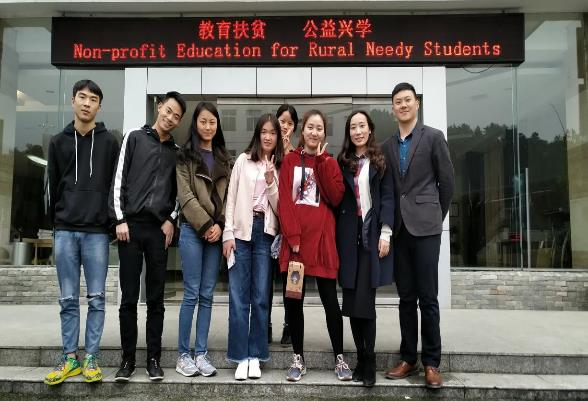 教育扶贫 公益兴学
Non-profit Education for Rural Needy Students